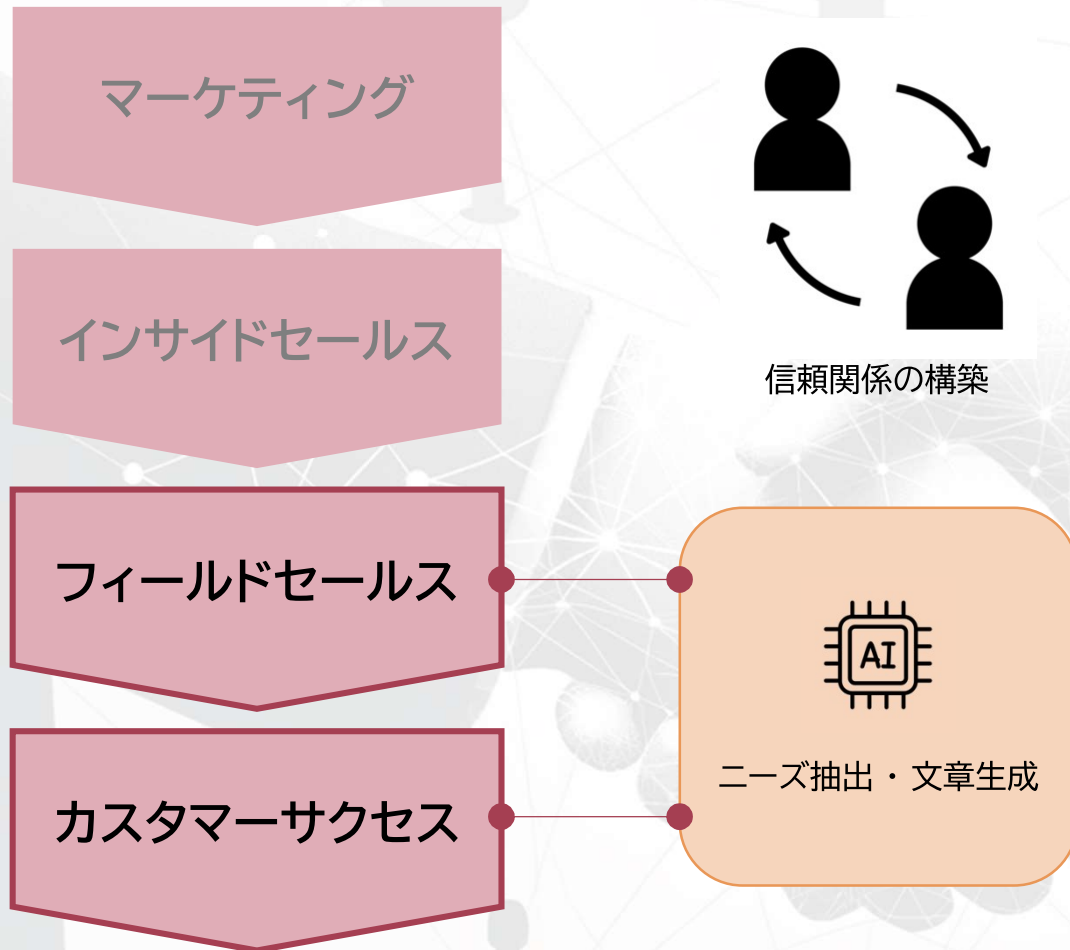 マーケティング
インサイドセールス
フィールドセールス
カスタマーサクセス
信頼関係の構築
AI
ニーズ抽出・文章生成